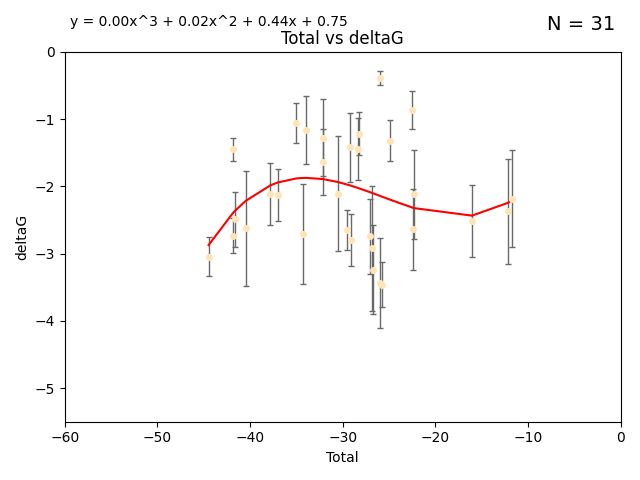 y = 0.00x^3 + 0.02x^2 + 0.44x + 0.75
N = 31
Total vs deltaG
0
−1
−2
−3
−4
−5
deltaG
−60 −50 −40 −30 −20 −10 0
Total